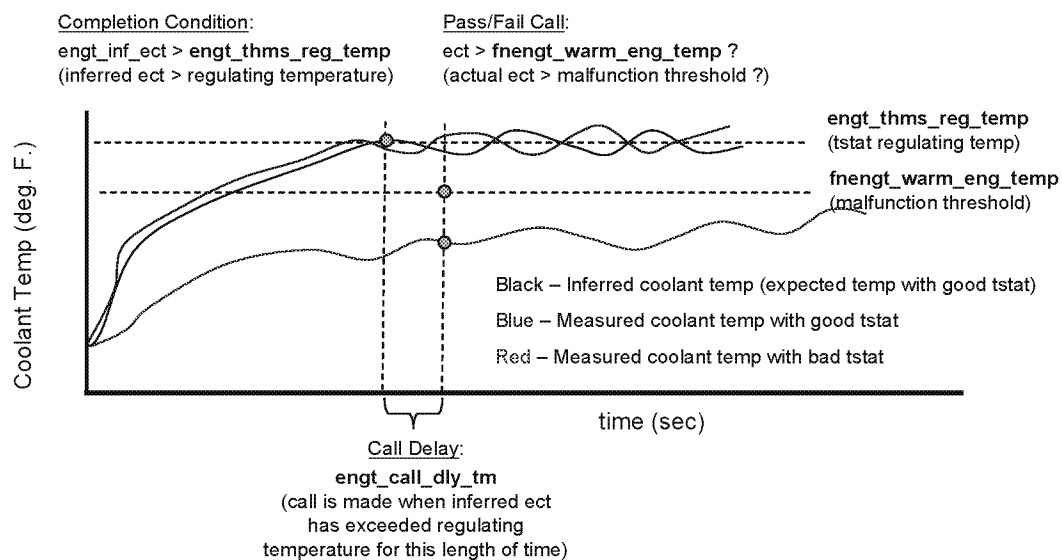 Completion Condition:
engt_inf_ect > engt_thms_reg_temp
(inferred ect > regulating temperature)
Pass/Fail Call:
ect > fnengt_warm_eng_temp ?
(actual ect > malfunction threshold ?)
engt_thms_reg_temp
(tstat regulating temp)
fnengt_warm_eng_temp
(malfunction threshold)
Coolant Temp (deg. F.)
Black – Inferred coolant temp (expected temp with good tstat)
Blue – Measured coolant temp with good tstat
Red – Measured coolant temp with bad tstat
time (sec)
Call Delay:
engt_call_dly_tm
(call is made when inferred ect
has exceeded regulating
temperature for this length of time)